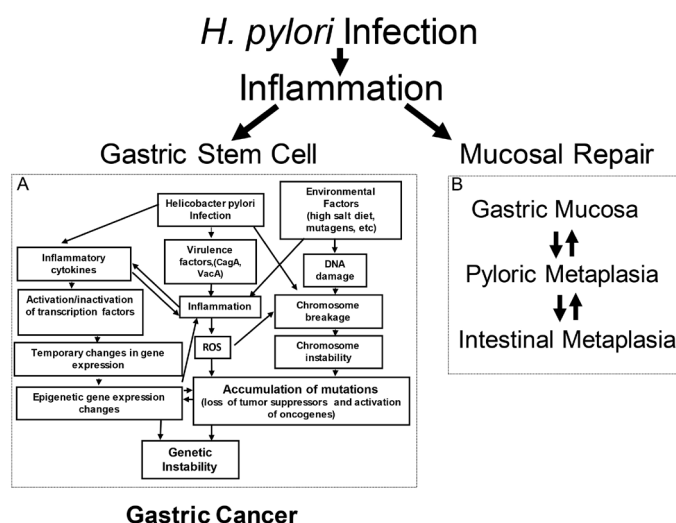 H. pylori Infection
Inflammation
Gastric Stem Cell
Mucosal Repair
A
Helicobacter pylori
Infection
Environmental
Factors
(high salt diet,
mutagens, etc)
Inflammatory
cytokines
Virulence
factors,(CagA,
VacA)
DNA
damage
Activation/inactivation
of transcription factors
Inflammation
Chromosome
breakage
Temporary changes in gene
expression
ROS
Chromosome
instability
Epigenetic gene expression
changes
Accumulation of mutations
(loss of tumor suppressors and activation
of oncogenes)
Genetic
Instability
Gastric Cancer
B
Gastric Mucosa
Pyloric Metaplasia
Intestinal Metaplasia